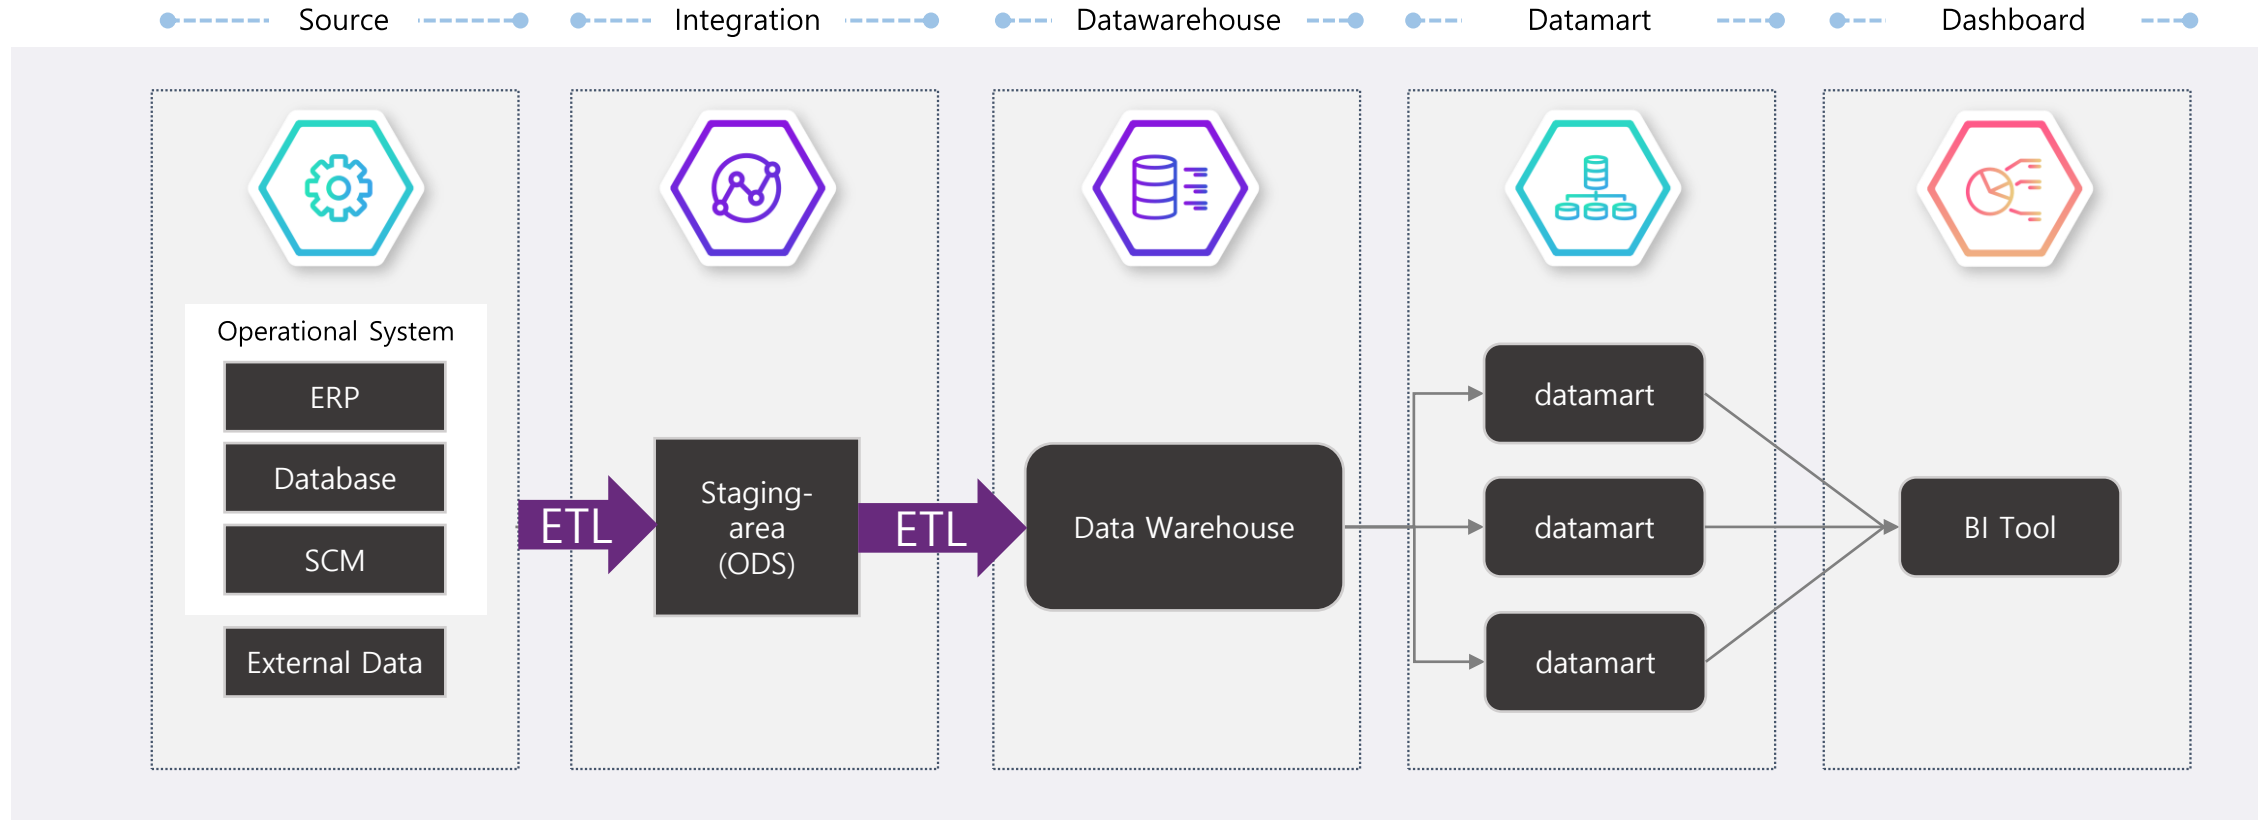 Source
Integration
Datawarehouse
Datamart
Dashboard
Operational System
ERP
Database
SCM
External Data
ETL
Staging-
area
(ODS)
ETL
Data Warehouse
datamart
datamart
datamart
BI Tool